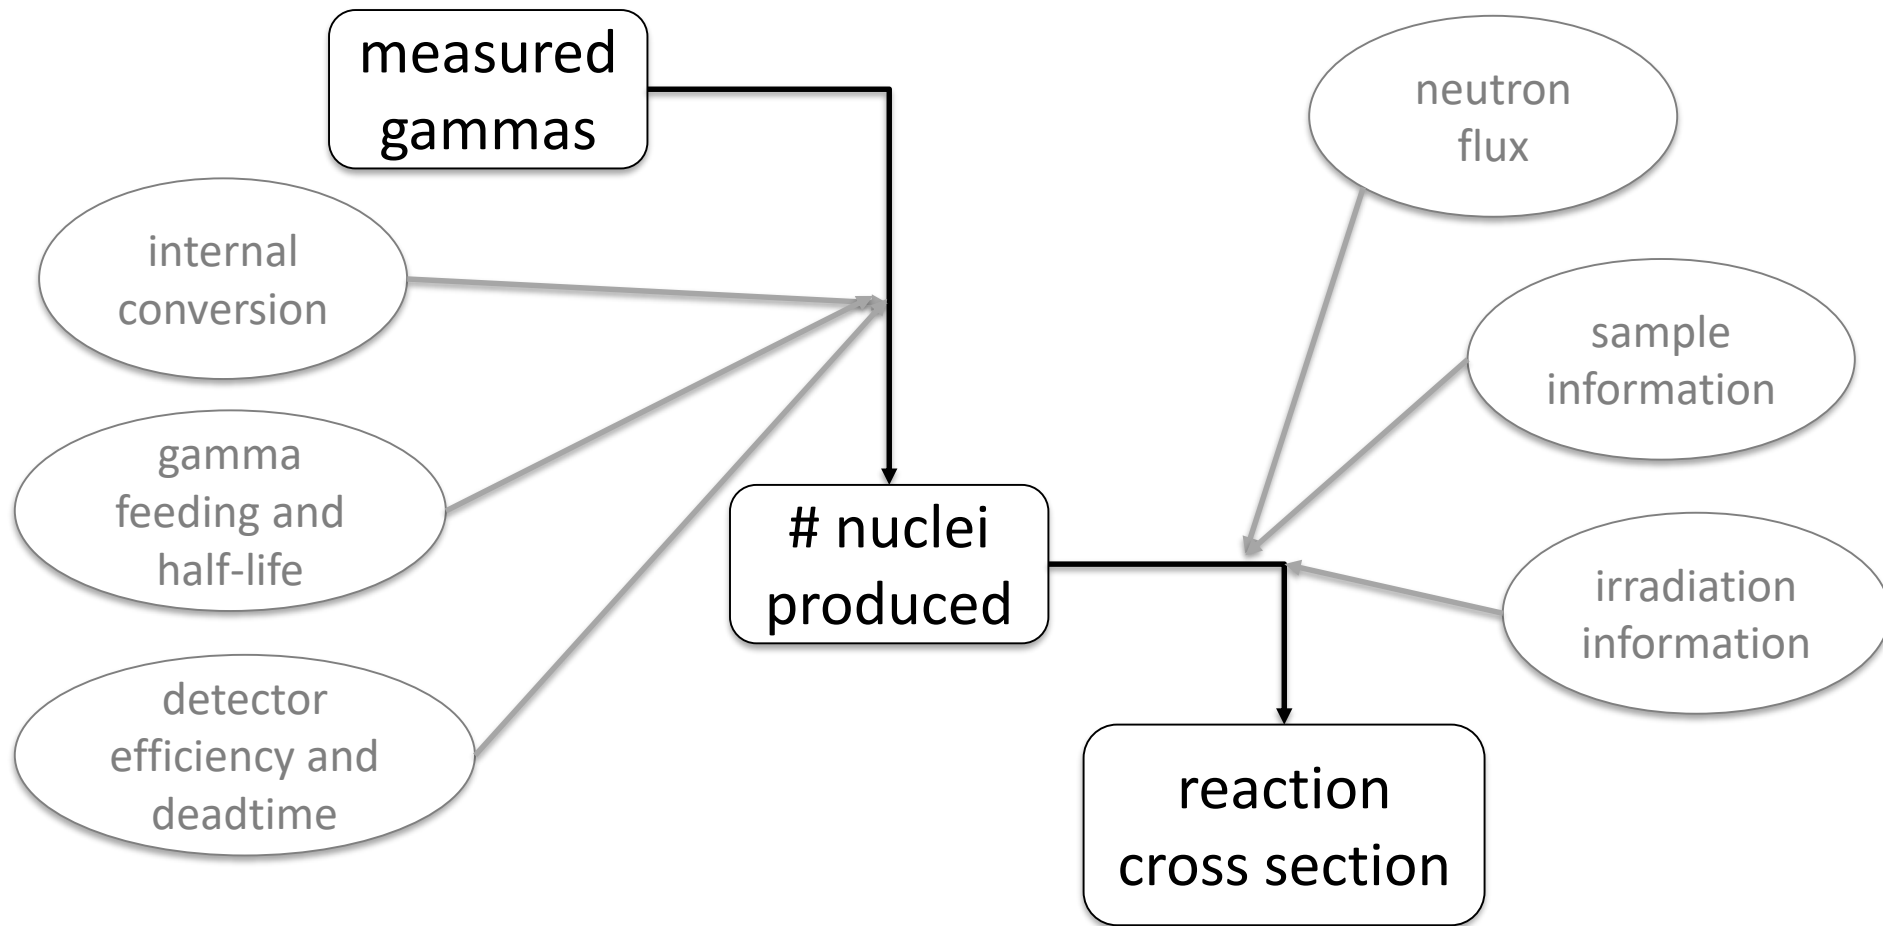 measured
gammas
neutron
flux
internal
conversion
sample
information
gamma
feeding and
half-life
# nuclei
produced
irradiation
information
detector
efficiency and
deadtime
reaction
cross section